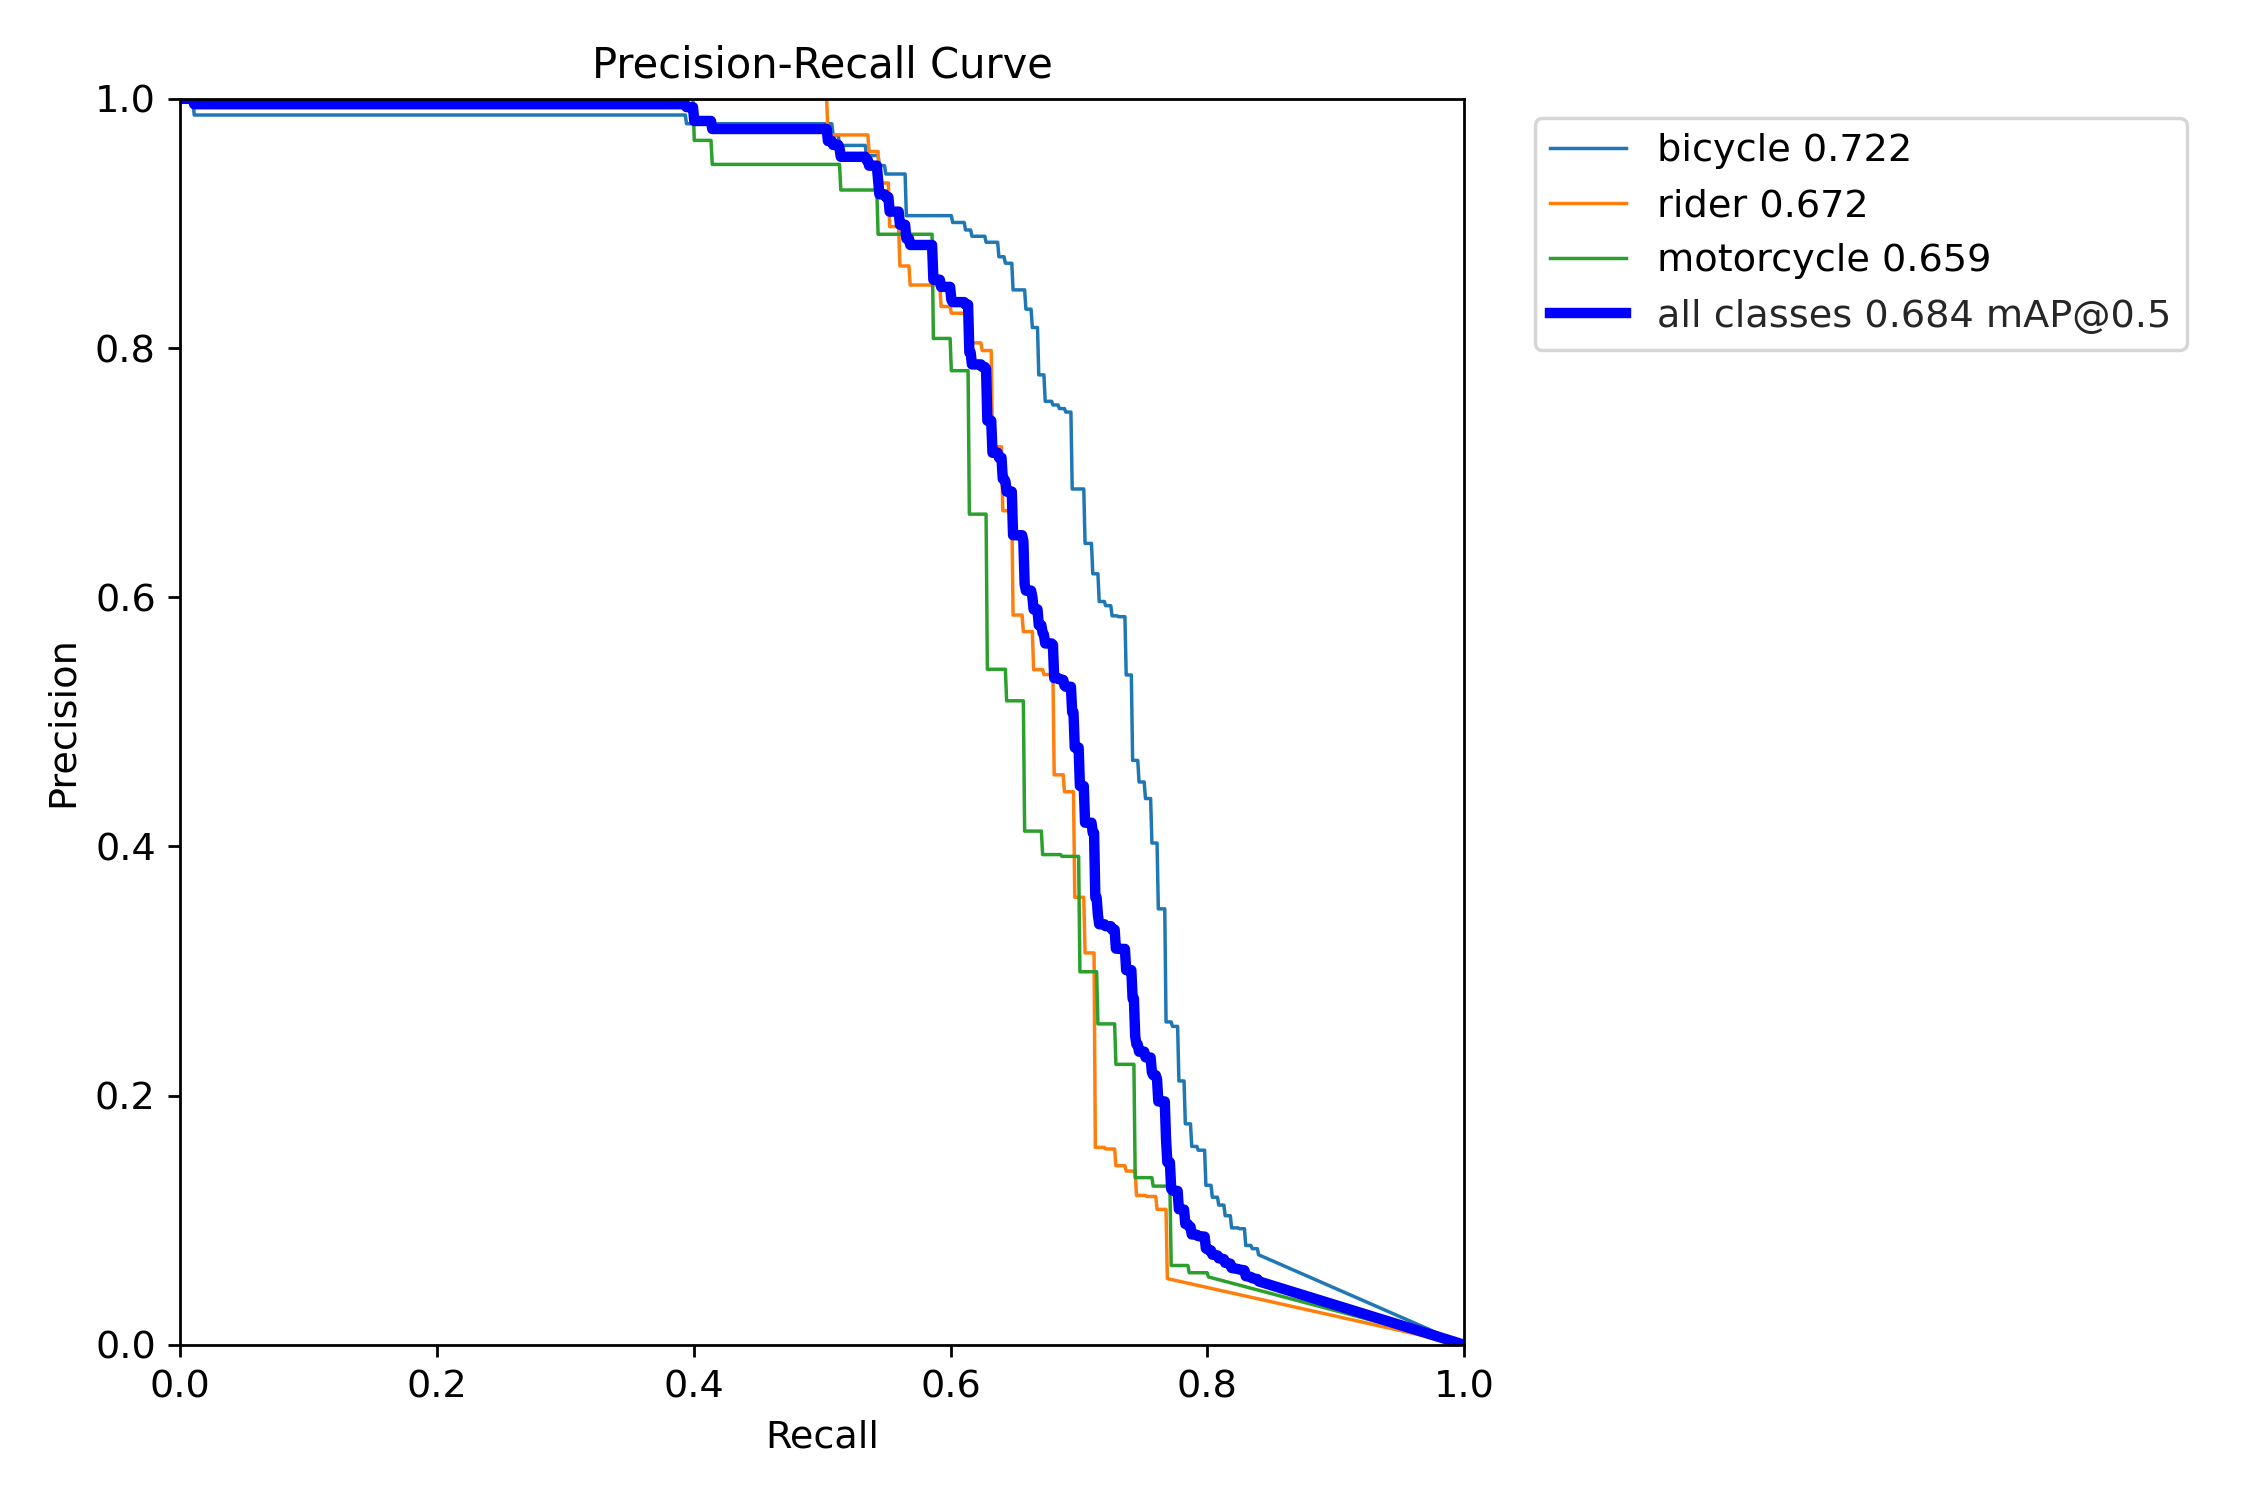 Precision-Recall Curve
1.0
0.8
0.6
0.4
0.2
0.0
Precision
0.0 0.2 0.4 0.6 0.8 1.0
Recall
bicycle 0.722
rider 0.672
motorcycle 0.659
all classes 0.684 mAP@0.5